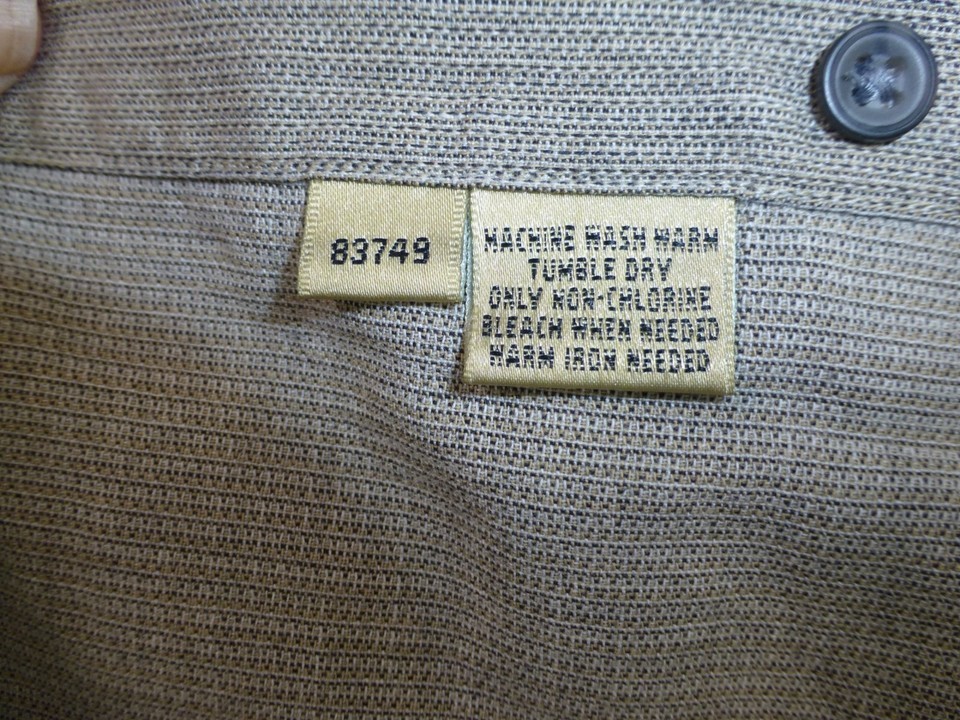 83749
MACHINE WASH WARM
TUMBLE DRY
ONLY NON-CHLORINE
BLEACH WHEN NEEDED
WARM IRON NEEDED